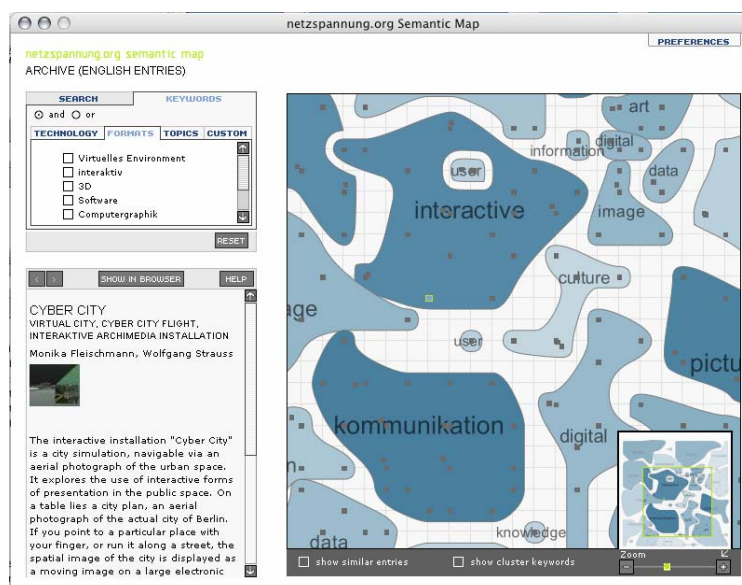 netzspannung.org Semantic Map
PREFERENCES
netzspannung.org semantic map
ARCHIVE (ENGLISH ENTRIES)
SEARCH KEYWORDS
and or
TECHNOLOGY FORMATS TOPICS CUSTOM
Virtuelles Environment
interaktiv
3D
Software
Computergraphik
RESET
< > SHOW IN BROWSER HELP
CYBER CITY
VIRTUAL CITY, CYBER CITY FLIGHT,
INTERAKTIVE ARCHIMEDIA INSTALLATION
Monika Fleischmann, Wolfgang Strauss
The interactive installation "Cyber City"
is a city simulation, navigable via an
aerial photograph of the urban space.
It explores the use of interactive forms
of presentation in the public space. On
a table lies a city plan, an aerial
photograph of the actual city of Berlin.
If you point to a particular place with
your finger, or run it along a street, the
spatial image of the city is displayed as
a moving image on a large electronic
art
digital
information
user
data
interactive
image
culture
age
user
pictu
kommunikation
digital
n
knowledge
data
show similar entries
show cluster keywords
Zoom